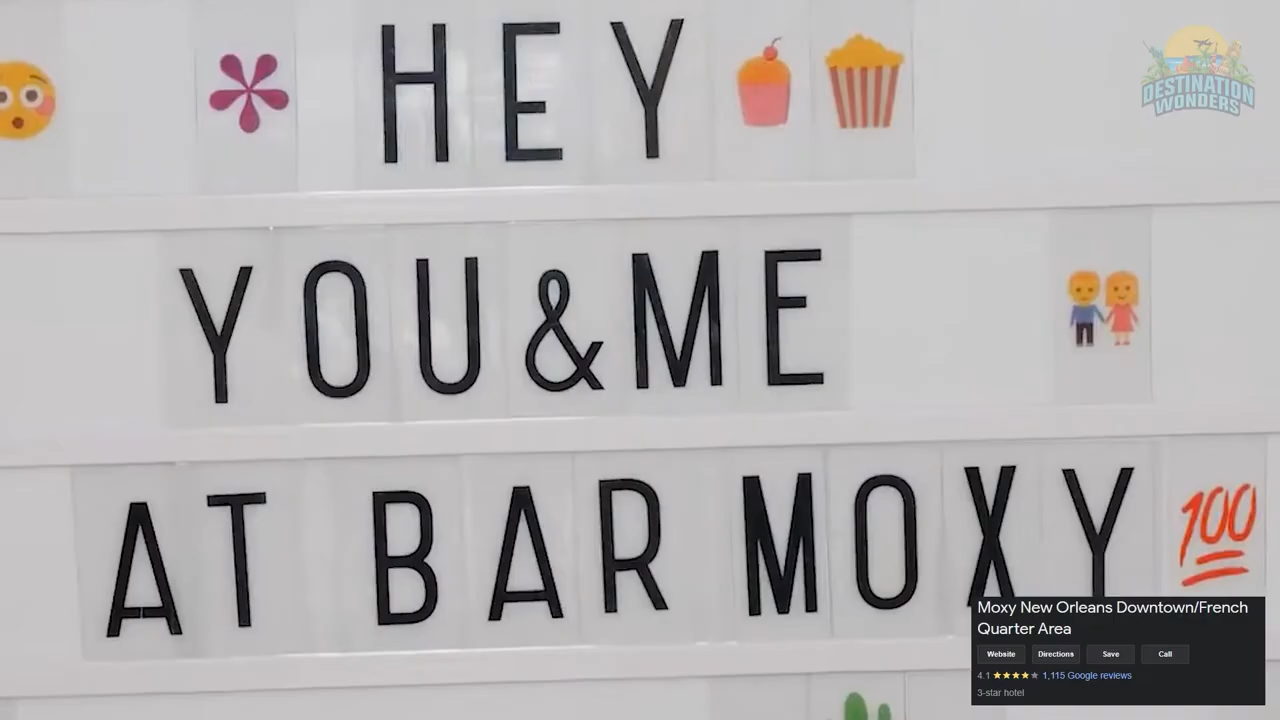 HEY
DESTINATION
WONDERS
YOU&ME
AT BAR MOXY 100
Moxy New Orleans Downtown/French
Quarter Area
Website Directions Save Call
4.1 1,115 Google reviews
3-star hotel